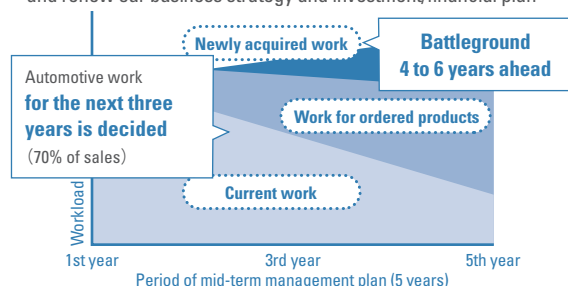 and renew our business strategy and investment/financial plan
Newly acquired work
Battleground
4 to 6 years ahead
Automotive work
for the next three
years is decided
(70% of sales)
Work for ordered products
Current work
Workload
1st year
3rd year
5th year
Period of mid-term management plan (5 years)